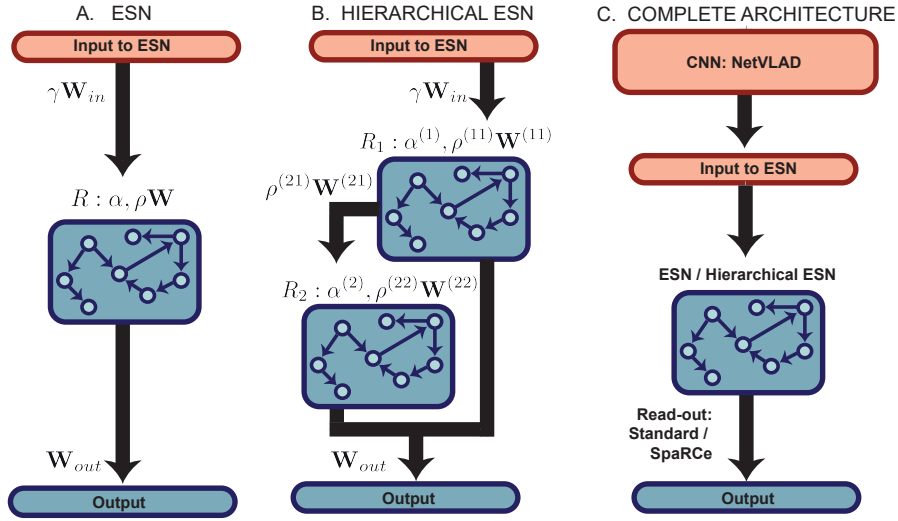 A. ESN
Input to ESN
γW_in
R : α, ρW
W_out
Output
B. HIERARCHICAL ESN
Input to ESN
γW_in
R_1 : α^(1), ρ^(11)W^(11)
ρ^(21)W^(21)
R_2 : α^(2), ρ^(22)W^(22)
W_out
Output
C. COMPLETE ARCHITECTURE
CNN: NetVLAD
Input to ESN
ESN / Hierarchical ESN
Read-out:
Standard /
SpaRCe
Output